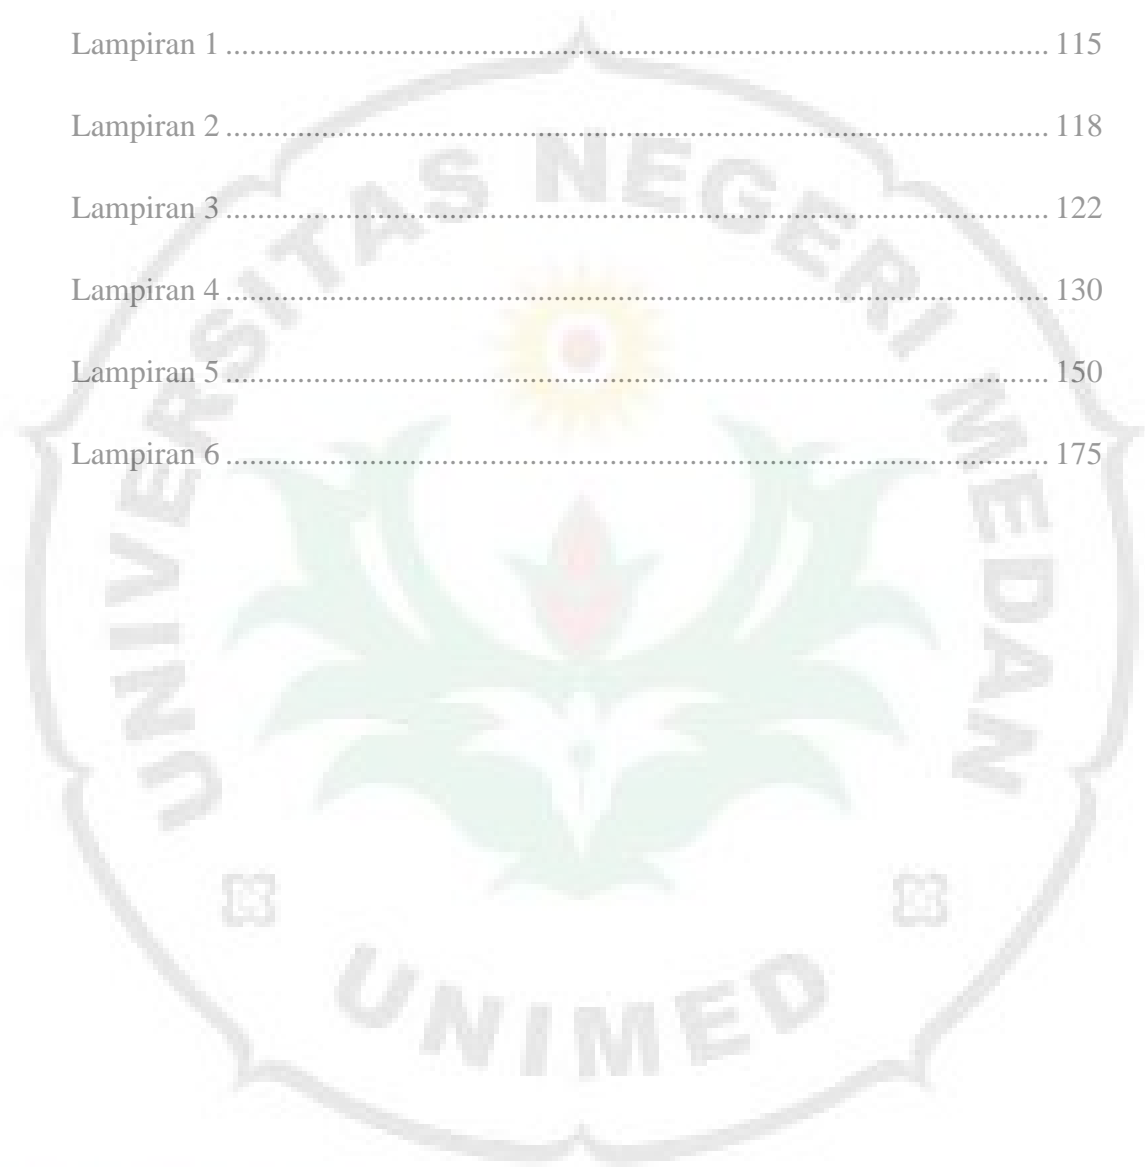 Lampiran 1 ........................................................................................................ 115
Lampiran 2 ........................................................................................................ 118
Lampiran 3 ........................................................................................................ 122
Lampiran 4 ........................................................................................................ 130
Lampiran 5 ........................................................................................................ 150
Lampiran 6 ........................................................................................................ 175
UNIVERSITAS NEGERI MEDAN
UNIMED